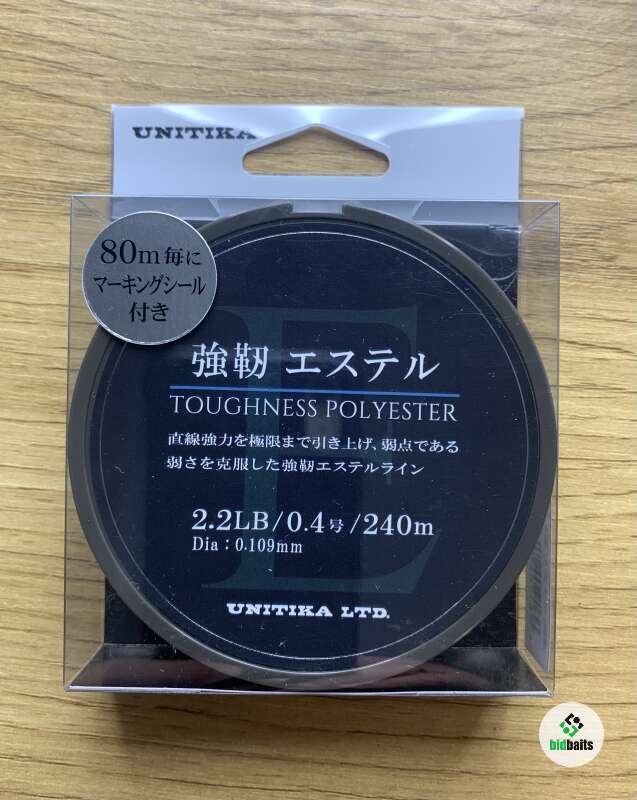 UNITIKA
80m毎に
マーキングシール
付き
強靭 エステル
TOUGHNESS POLYESTER
直線強力を極限まで引き上げ、弱点である
弱さを克服した強靭エステルライン
2.2LB/0.4号/240m
Dia：0.109mm
UNITIKA LTD.
bidbaits